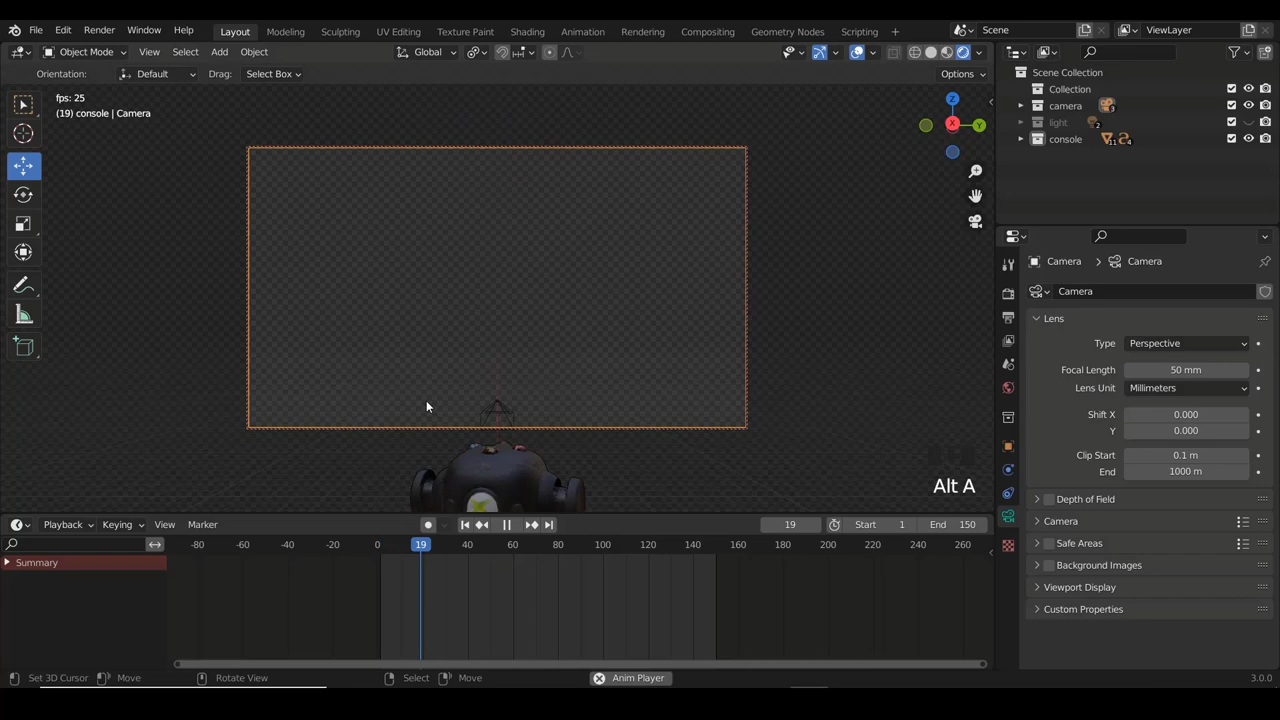 File Edit Render Window Help Layout Modeling Sculpting UV Editing Texture Paint Shading Animation Rendering Compositing Geometry Nodes Scripting + Scene ViewLayer
Object Mode View Select Add Object Global
Orientation: Default Drag: Select Box Options
fps: 25
(19) console | Camera
Z
X
Y
Scene Collection
Collection
camera 3
light 2
console 11 4
Camera > Camera
Camera
Lens
Type Perspective
Focal Length 50 mm
Lens Unit Millimeters
Shift X 0.000
Y 0.000
Clip Start 0.1 m
End 1000 m
Depth of Field
Camera
Safe Areas
Background Images
Viewport Display
Custom Properties
Alt A
Playback Keying View Marker 19 Start 1 End 150
-80 -60 -40 -20 0 19 40 60 80 100 120 140 160 180 200 220 240 260
Summary
Set 3D Cursor Move Rotate View Select Move Anim Player 3.0.0